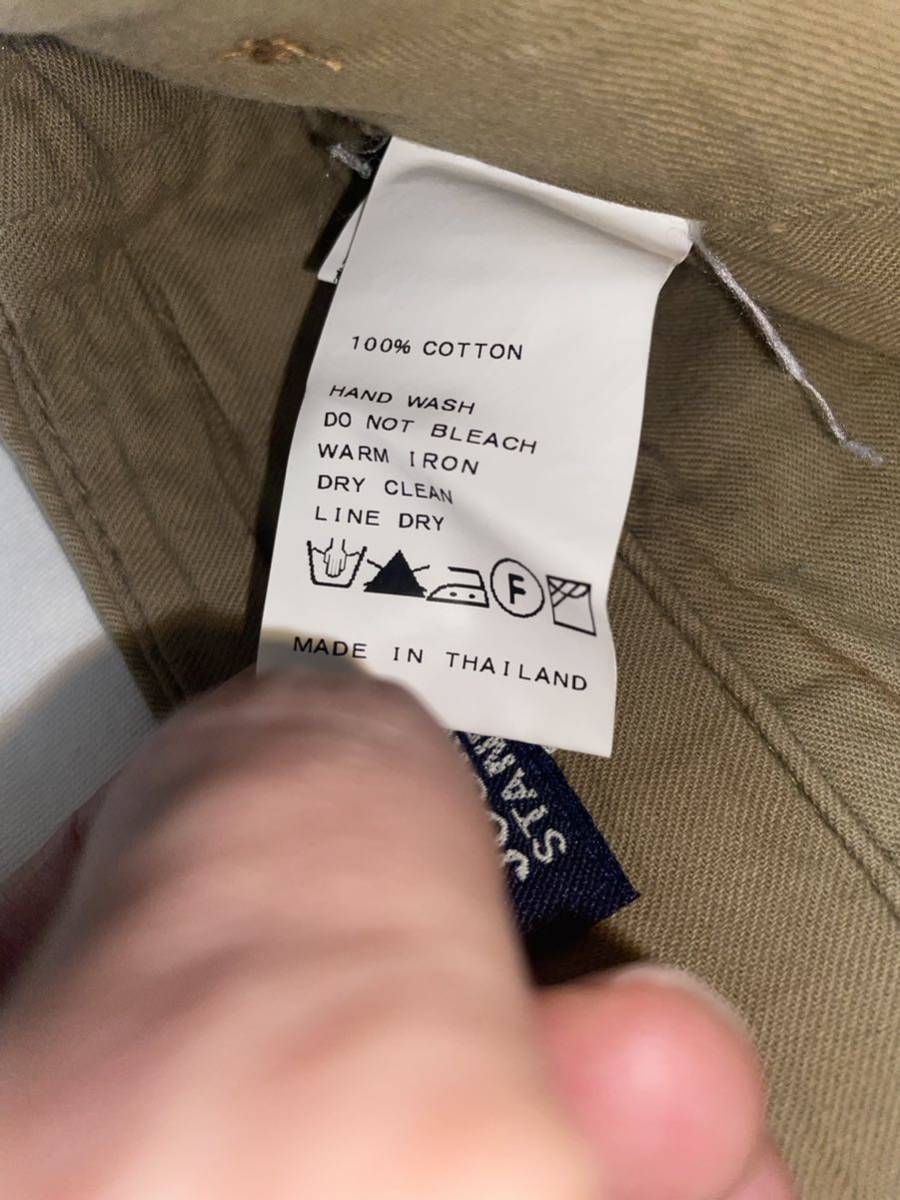 100% COTTON
HAND WASH
DO NOT BLEACH
WARM IRON
DRY CLEAN
LINE DRY
F
MADE IN THAILAND